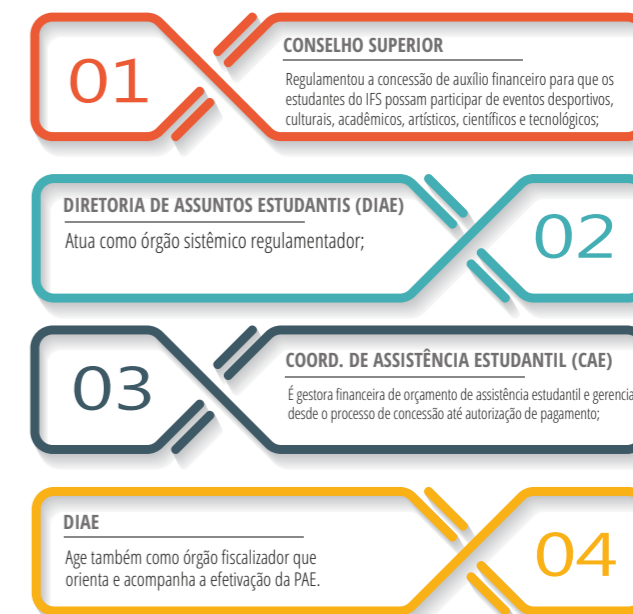 01
CONSELHO SUPERIOR
Regulamentou a concessão de auxílio financeiro para que os
estudantes do IFS possam participar de eventos desportivos,
culturais, acadêmicos, artísticos, científicos e tecnológicos;
DIRETORIA DE ASSUNTOS ESTUDANTIS (DIAE)
Atua como órgão sistêmico regulamentador;
02
03
COORD. DE ASSISTÊNCIA ESTUDANTIL (CAE)
É gestora financeira de orçamento de assistência estudantil e gerencia
desde o processo de concessão até autorização de pagamento;
DIAE
Age também como órgão fiscalizador que
orienta e acompanha a efetivação da PAE.
04